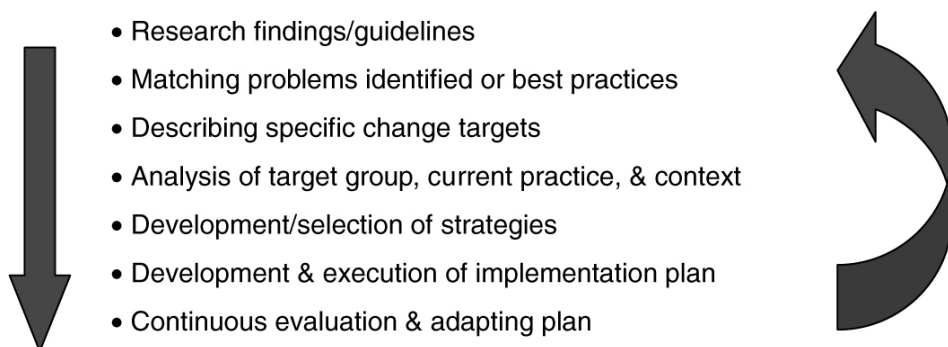 • Research findings/guidelines
• Matching problems identified or best practices
• Describing specific change targets
• Analysis of target group, current practice, & context
• Development/selection of strategies
• Development & execution of implementation plan
• Continuous evaluation & adapting plan